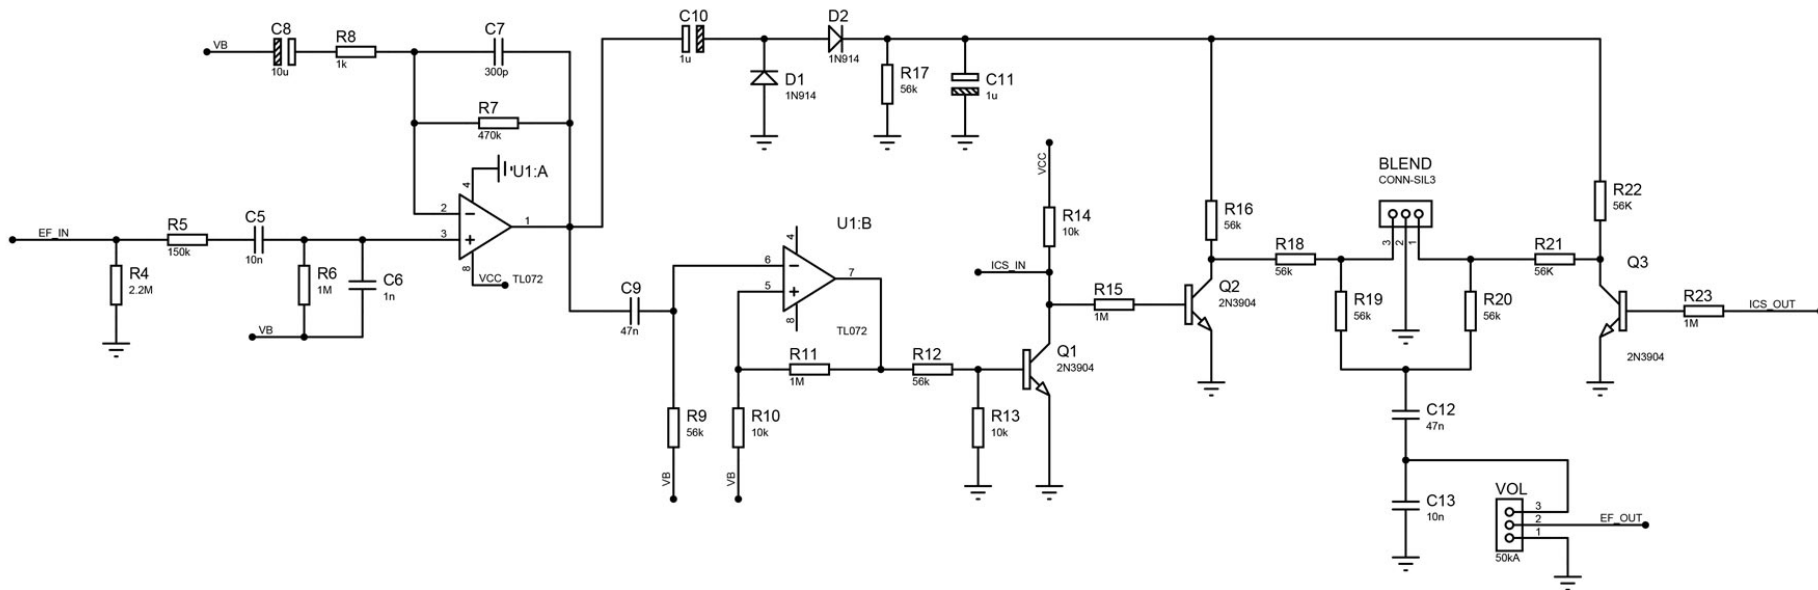 C8
VB
10u
R8
1k
C7
300p
R7
470k
C10
1u
D2
1N914
D1
1N914
R17
56k
C11
1u
U1:A
4
2
3
1
8
VCC
TL072
EF_IN
R5
150k
C5
10n
R4
2.2M
R6
1M
C6
1n
VB
C9
47n
U1:B
4
6
5
7
8
TL072
R11
1M
R9
56k
VB
R10
10k
VB
R12
56k
R13
10k
VCC
R14
10k
ICS_IN
Q1
2N3904
R15
1M
Q2
2N3904
R16
56k
R18
56k
BLEND
CONN-SIL3
3
2
1
R19
56k
R20
56k
R21
56K
R22
56K
Q3
2N3904
R23
1M
ICS_OUT
C12
47n
C13
10n
VOL
3
2
1
50kA
EF_OUT